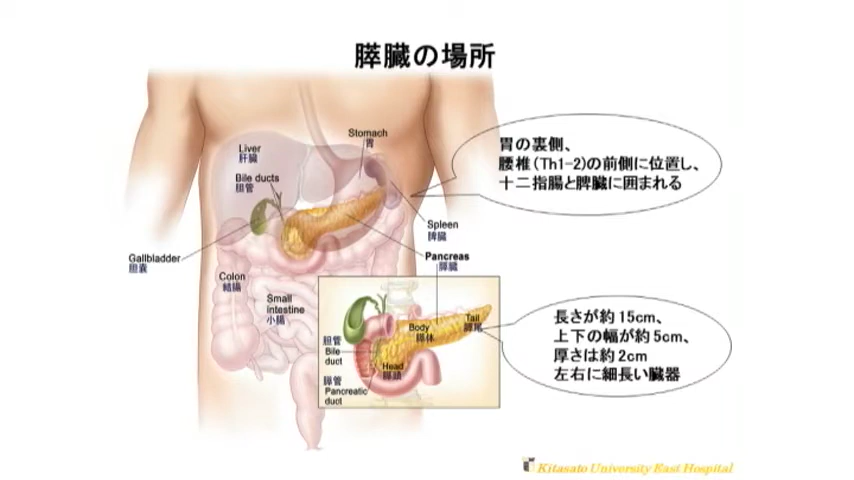 膵臓の場所
Stomach
胃
Liver
肝臓
Bile ducts
胆管
胃の裏側、
腰椎(Th1-2)の前側に位置し、
十二指腸と脾臓に囲まれる
Spleen
脾臓
Gallbladder
胆嚢
Pancreas
膵臓
Colon
結腸
Small
intestine
小腸
Tail
膵尾
Body
膵体
胆管
Bile
duct
Head
膵頭
膵管
Pancreatic
duct
長さが約15cm、
上下の幅が約5cm、
厚さは約2cm
左右に細長い臓器
Kitasato University East Hospital